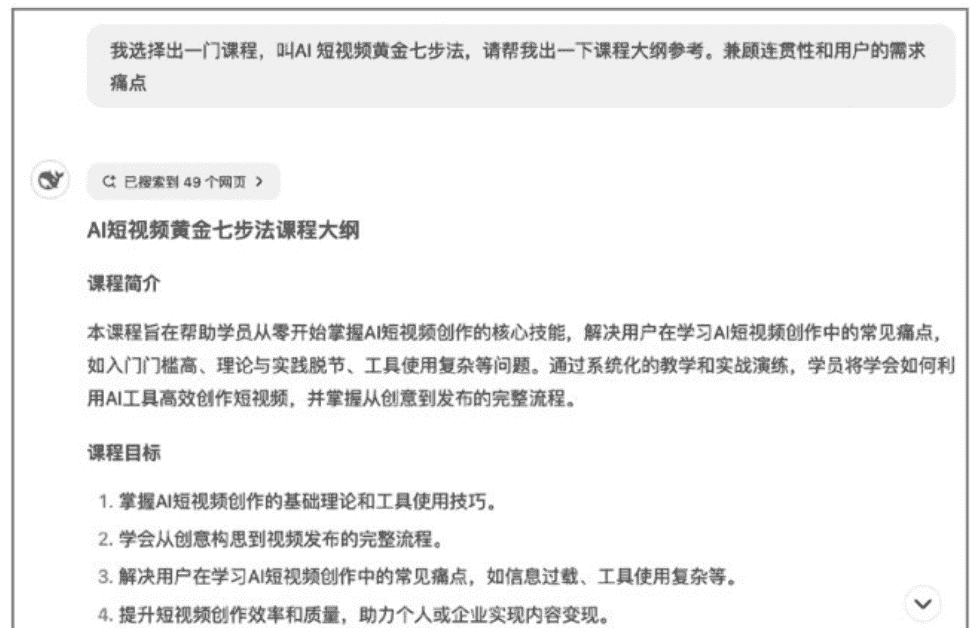 我选择出一门课程，叫AI 短视频黄金七步法，请帮我出一下课程大纲参考。兼顾连贯性和用户的需求
痛点
已搜索到 49 个网页
AI短视频黄金七步法课程大纲
课程简介
本课程旨在帮助学员从零开始掌握AI短视频创作的核心技能，解决用户在学习AI短视频创作中的常见痛点，
如入门门槛高、理论与实践脱节、工具使用复杂等问题。通过系统化的教学和实战演练，学员将学会如何利
用AI工具高效创作短视频，并掌握从创意到发布的完整流程。
课程目标
1. 掌握AI短视频创作的基础理论和工具使用技巧。
2. 学会从创意构思到视频发布的完整流程。
3. 解决用户在学习AI短视频创作中的常见痛点，如信息过载、工具使用复杂等。
4. 提升短视频创作效率和质量，助力个人或企业实现内容变现。